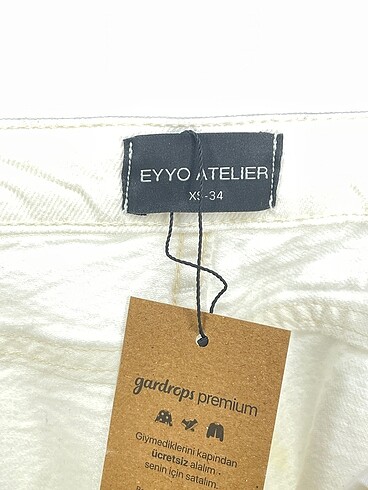 EYYO ATELIER
XS-34
gardrops premium
Giymediklerini kapından
ücretsiz alalım
senin için satalım.